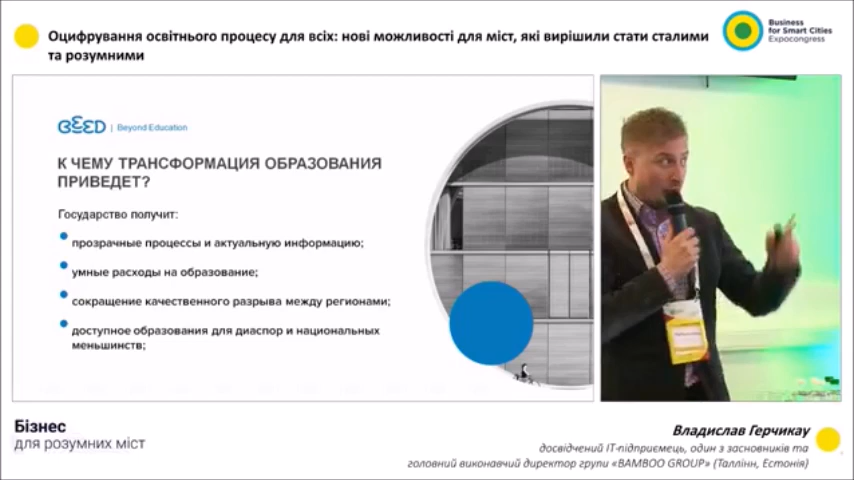 Оцифрування освітнього процесу для всіх: нові можливості для міст, які вирішили стати сталими
та розумними
Business
for Smart Cities
Expocongress
BEED | Beyond Education
К ЧЕМУ ТРАНСФОРМАЦИЯ ОБРАЗОВАНИЯ
ПРИВЕДЕТ?
Государство получит:
прозрачные процессы и актуальную информацию;
умные расходы на образование;
сокращение качественного разрыва между регионами;
доступное образования для диаспор и национальных
меньшинств;
Бізнес
для розумних міст
Владислав Герчикау
досвідчений ІТ-підприємець, один з засновників та
головний виконавчий директор групи «BAMBOO GROUP» (Таллінн, Естонія)